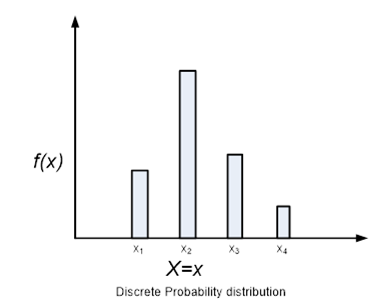 f(x)
X₁ X₂ X₃ X₄
X=x
Discrete Probability distribution